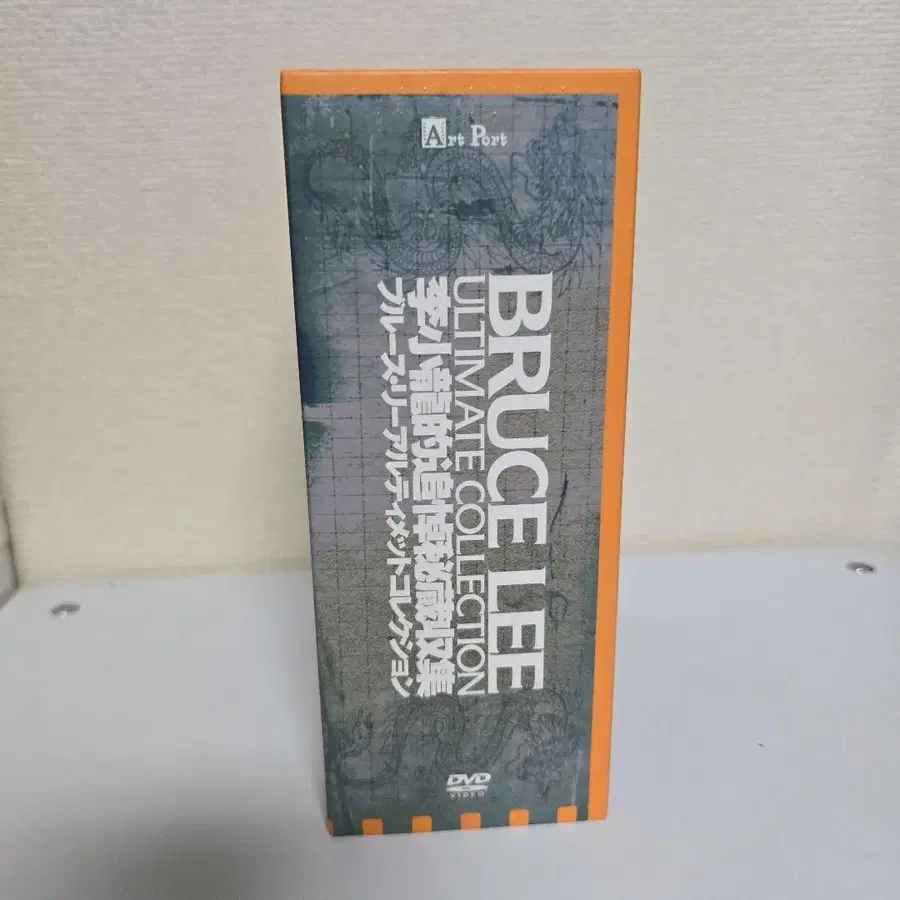 Art Port
BRUCE LEE
ULTIMATE COLLECTION
李小龍的追悼秘蔵収集
ブルース・リーアルティメットコレクション
DVD
VIDEO